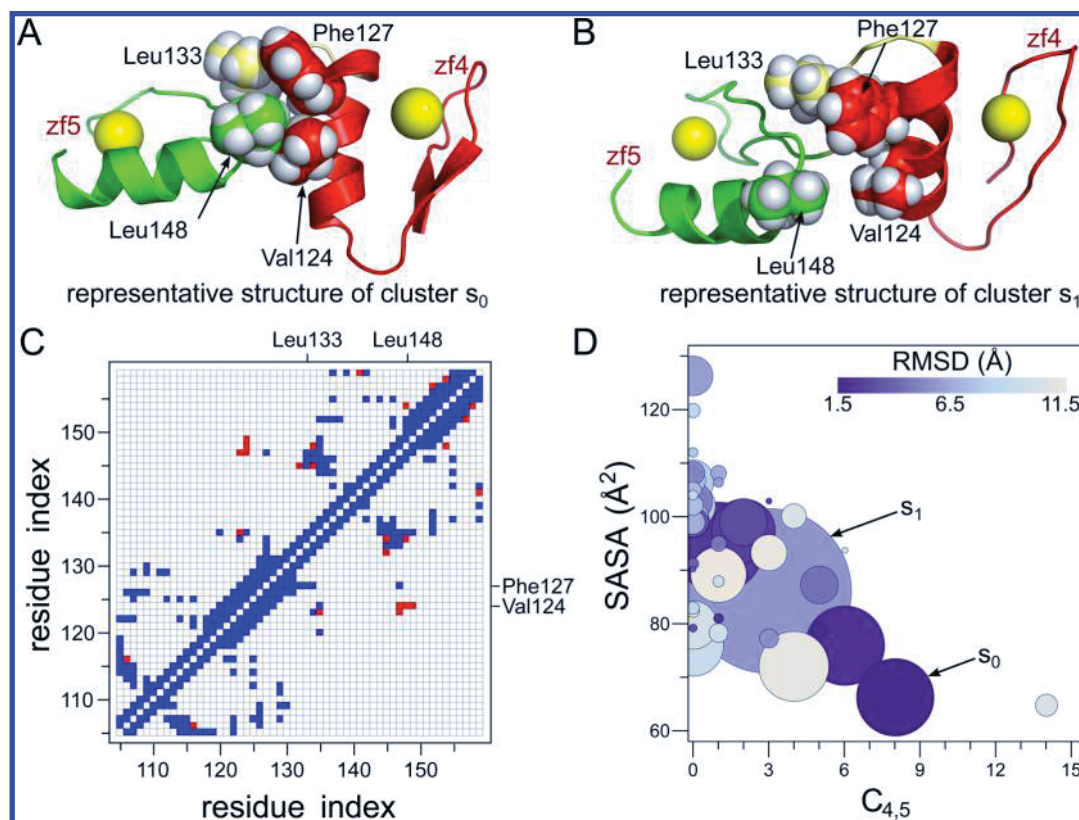 A
Leu133
Phe127
zf4
zf5
Leu148
Val124
representative structure of cluster s0
B
Phe127
zf4
Leu133
zf5
Val124
Leu148
representative structure of cluster s1
C
Leu133 Leu148
150
140
130
120
110
residue index
Phe127
Val124
110 120 130 140 150
residue index
D
RMSD (Å)
1.5 6.5 11.5
120
100
80
60
SASA (Å2)
s1
s0
0 3 6 9 12 15
C4,5